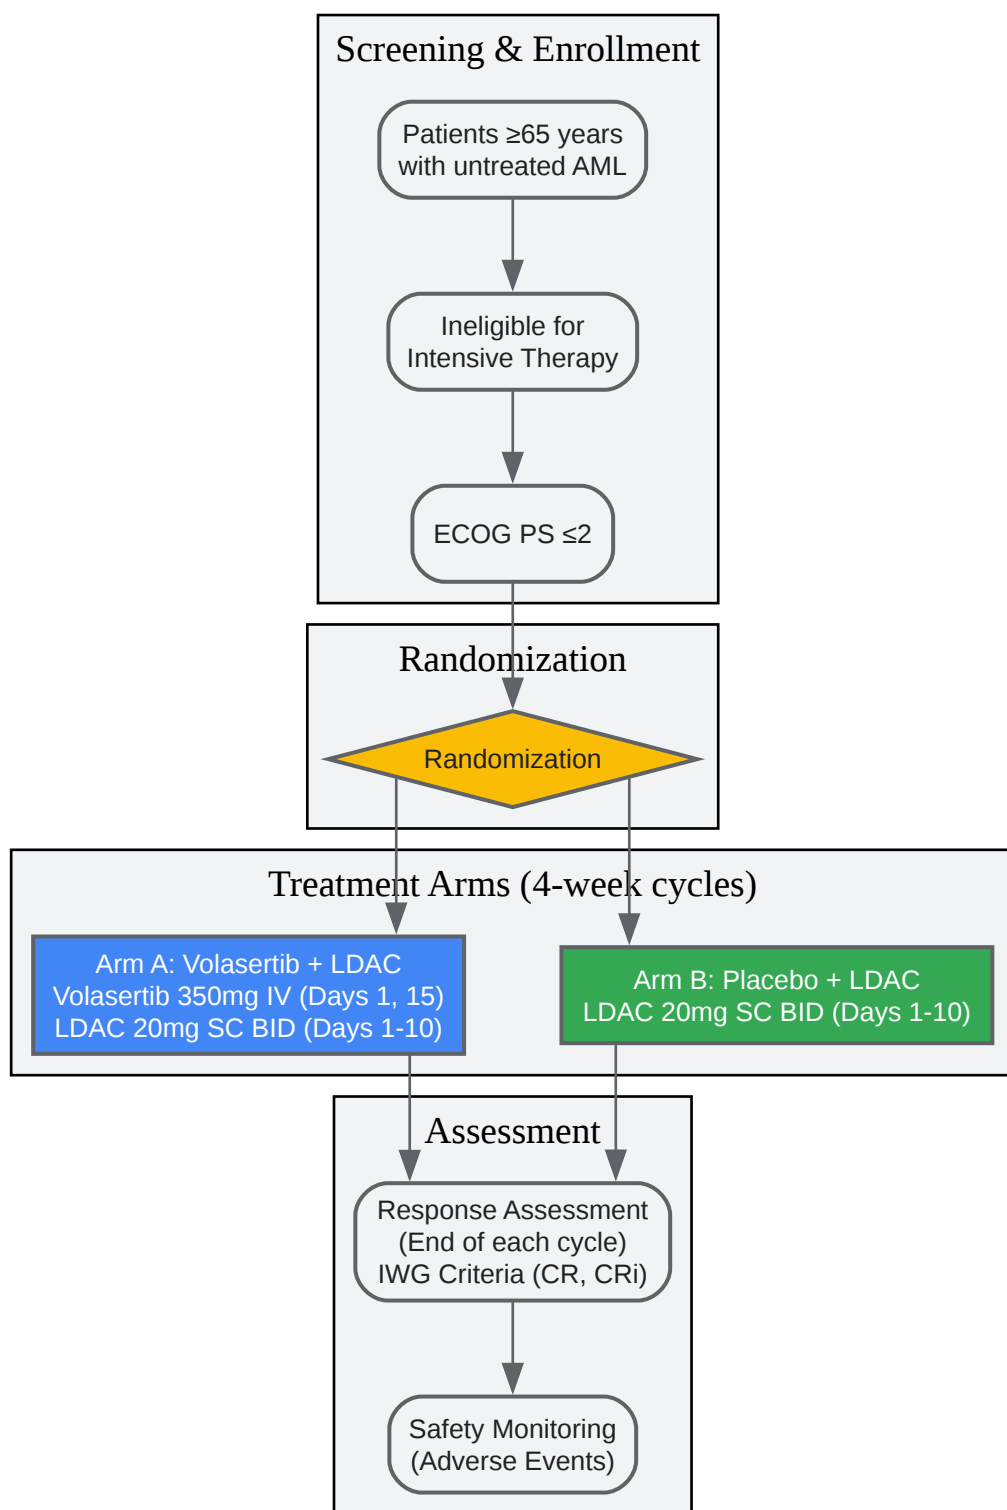 Screening & Enrollment
Patients ≥65 years
with untreated AML
Ineligible for
Intensive Therapy
ECOG PS ≤2
Randomization
Randomization
Treatment Arms (4-week cycles)
Arm A: Volasertib + LDAC
Volasertib 350mg IV (Days 1, 15)
LDAC 20mg SC BID (Days 1-10)
Arm B: Placebo + LDAC
LDAC 20mg SC BID (Days 1-10)
Assessment
Response Assessment
(End of each cycle)
IWG Criteria (CR, CRi)
Safety Monitoring
(Adverse Events)